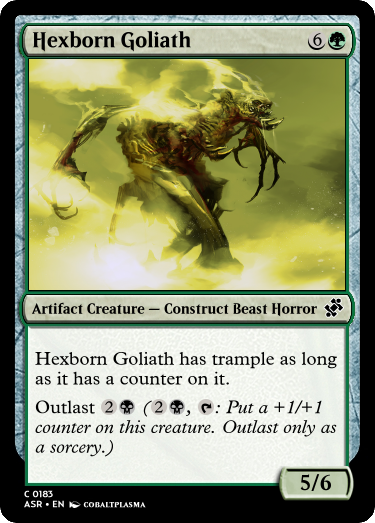 Hexborn Goliath 6
Artifact Creature — Construct Beast Horror
Hexborn Goliath has trample as long
as it has a counter on it.
Outlast 2 (2, : Put a +1/+1
counter on this creature. Outlast only as
a sorcery.)
5/6
C 0183
ASR • EN COBALTPLASMA